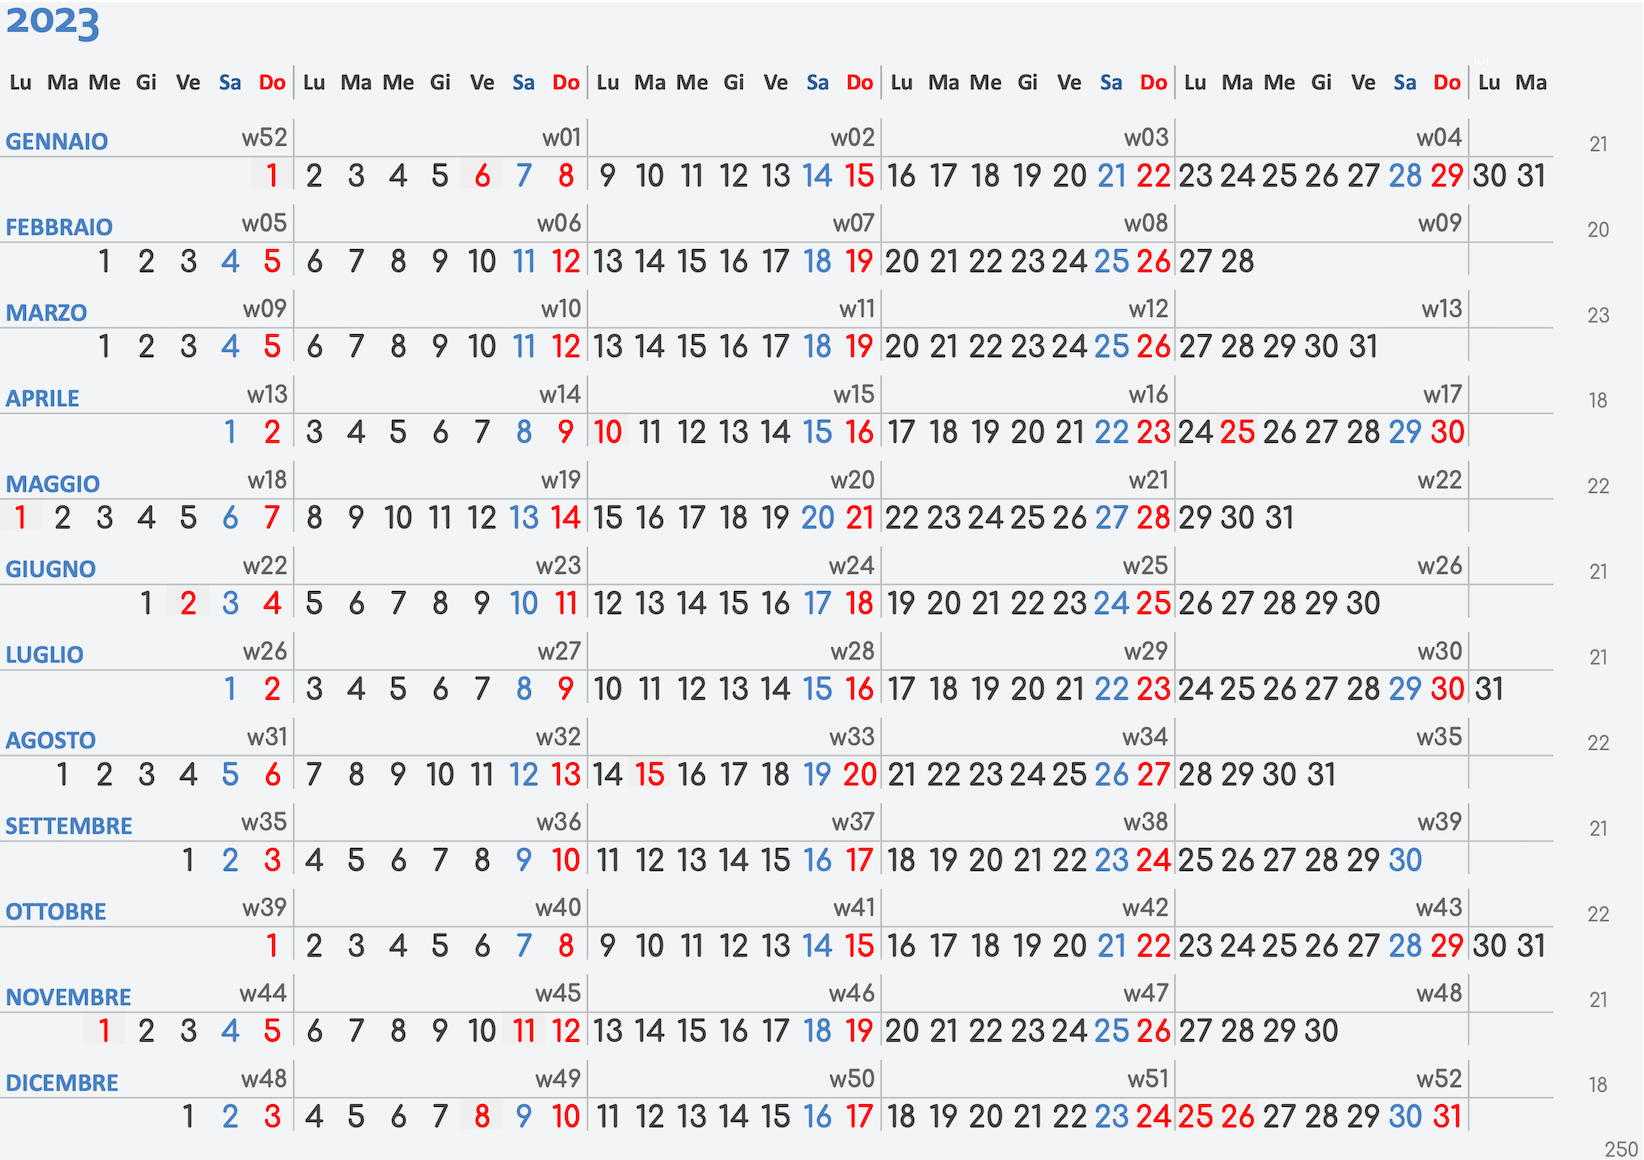 2023
Lu Ma Me Gi Ve Sa Do Lu Ma Me Gi Ve Sa Do Lu Ma Me Gi Ve Sa Do Lu Ma Me Gi Ve Sa Do Lu Ma Me Gi Ve Sa Do Lu Ma
GENNAIO w52 w01 w02 w03 w04 21
1 2 3 4 5 6 7 8 9 10 11 12 13 14 15 16 17 18 19 20 21 22 23 24 25 26 27 28 29 30 31
FEBBRAIO w05 w06 w07 w08 w09 20
1 2 3 4 5 6 7 8 9 10 11 12 13 14 15 16 17 18 19 20 21 22 23 24 25 26 27 28
MARZO w09 w10 w11 w12 w13 23
1 2 3 4 5 6 7 8 9 10 11 12 13 14 15 16 17 18 19 20 21 22 23 24 25 26 27 28 29 30 31
APRILE w13 w14 w15 w16 w17 18
1 2 3 4 5 6 7 8 9 10 11 12 13 14 15 16 17 18 19 20 21 22 23 24 25 26 27 28 29 30
MAGGIO w18 w19 w20 w21 w22 22
1 2 3 4 5 6 7 8 9 10 11 12 13 14 15 16 17 18 19 20 21 22 23 24 25 26 27 28 29 30 31
GIUGNO w22 w23 w24 w25 w26 21
1 2 3 4 5 6 7 8 9 10 11 12 13 14 15 16 17 18 19 20 21 22 23 24 25 26 27 28 29 30
LUGLIO w26 w27 w28 w29 w30 21
1 2 3 4 5 6 7 8 9 10 11 12 13 14 15 16 17 18 19 20 21 22 23 24 25 26 27 28 29 30 31
AGOSTO w31 w32 w33 w34 w35 22
1 2 3 4 5 6 7 8 9 10 11 12 13 14 15 16 17 18 19 20 21 22 23 24 25 26 27 28 29 30 31
SETTEMBRE w35 w36 w37 w38 w39 21
1 2 3 4 5 6 7 8 9 10 11 12 13 14 15 16 17 18 19 20 21 22 23 24 25 26 27 28 29 30
OTTOBRE w39 w40 w41 w42 w43 22
1 2 3 4 5 6 7 8 9 10 11 12 13 14 15 16 17 18 19 20 21 22 23 24 25 26 27 28 29 30 31
NOVEMBRE w44 w45 w46 w47 w48 21
1 2 3 4 5 6 7 8 9 10 11 12 13 14 15 16 17 18 19 20 21 22 23 24 25 26 27 28 29 30
DICEMBRE w48 w49 w50 w51 w52 18
1 2 3 4 5 6 7 8 9 10 11 12 13 14 15 16 17 18 19 20 21 22 23 24 25 26 27 28 29 30 31
250